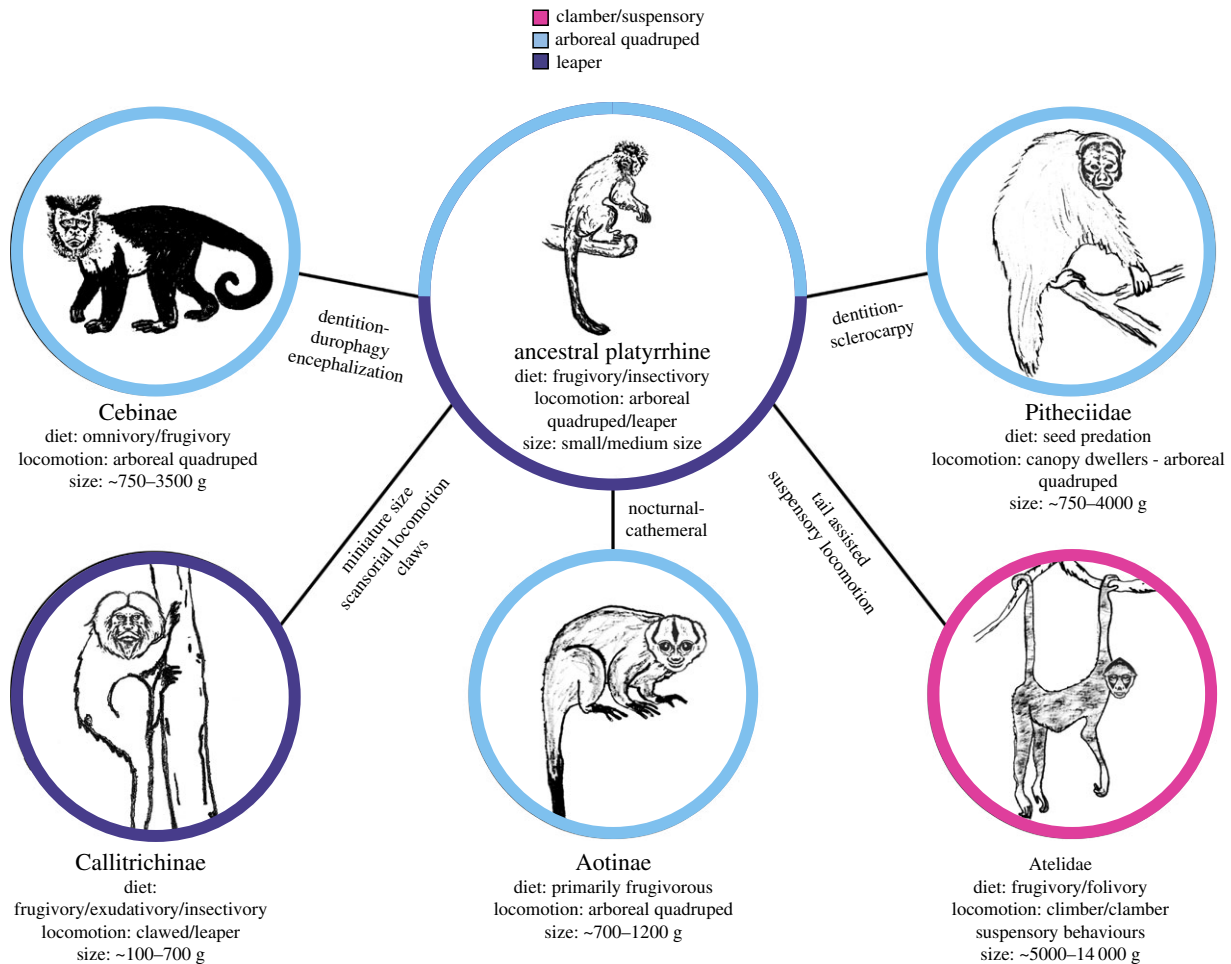 clamber/suspensory
arboreal quadruped
leaper
dentition-
durophagy
encephalization
ancestral platyrrhine
diet: frugivory/insectivory
locomotion: arboreal
quadruped/leaper
size: small/medium size
dentition-
sclerocarpy
Cebinae
diet: omnivory/frugivory
locomotion: arboreal quadruped
size: ~750–3500 g
Pitheciidae
diet: seed predation
locomotion: canopy dwellers - arboreal
quadruped
size: ~750–4000 g
miniature size
scansorial locomotion
claws
nocturnal-
cathemeral
tail assisted
suspensory locomotion
Callitrichinae
diet:
frugivory/exudativory/insectivory
locomotion: clawed/leaper
size: ~100–700 g
Aotinae
diet: primarily frugivorous
locomotion: arboreal quadruped
size: ~700–1200 g
Atelidae
diet: frugivory/folivory
locomotion: climber/clamber
suspensory behaviours
size: ~5000–14 000 g